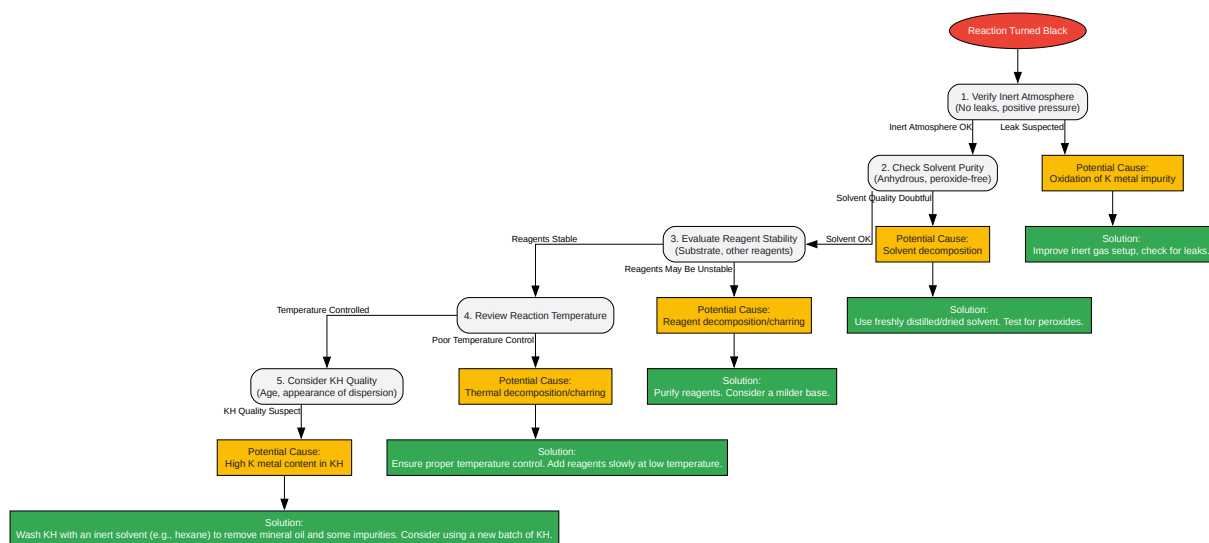 Reaction Turned Black
1. Verify Inert Atmosphere
(No leaks, positive pressure)
Inert Atmosphere OK
Leak Suspected
2. Check Solvent Purity
(Anhydrous, peroxide-free)
Potential Cause:
Oxidation of K metal impurity
Solvent Quality Doubtful
Solvent OK
3. Evaluate Reagent Stability
(Substrate, other reagents)
Potential Cause:
Solvent decomposition
Solution:
Improve inert gas setup, check for leaks.
Reagents Stable
Reagents May Be Unstable
4. Review Reaction Temperature
Potential Cause:
Reagent decomposition/charring
Solution:
Use freshly distilled/dried solvent. Test for peroxides.
Temperature Controlled
Poor Temperature Control
5. Consider KH Quality
(Age, appearance of dispersion)
Potential Cause:
Thermal decomposition/charring
Solution:
Purify reagents. Consider a milder base.
KH Quality Suspect
Potential Cause:
High K metal content in KH
Solution:
Ensure proper temperature control. Add reagents slowly at low temperature.
Solution:
Wash KH with an inert solvent (e.g., hexane) to remove mineral oil and some impurities. Consider using a new batch of KH.